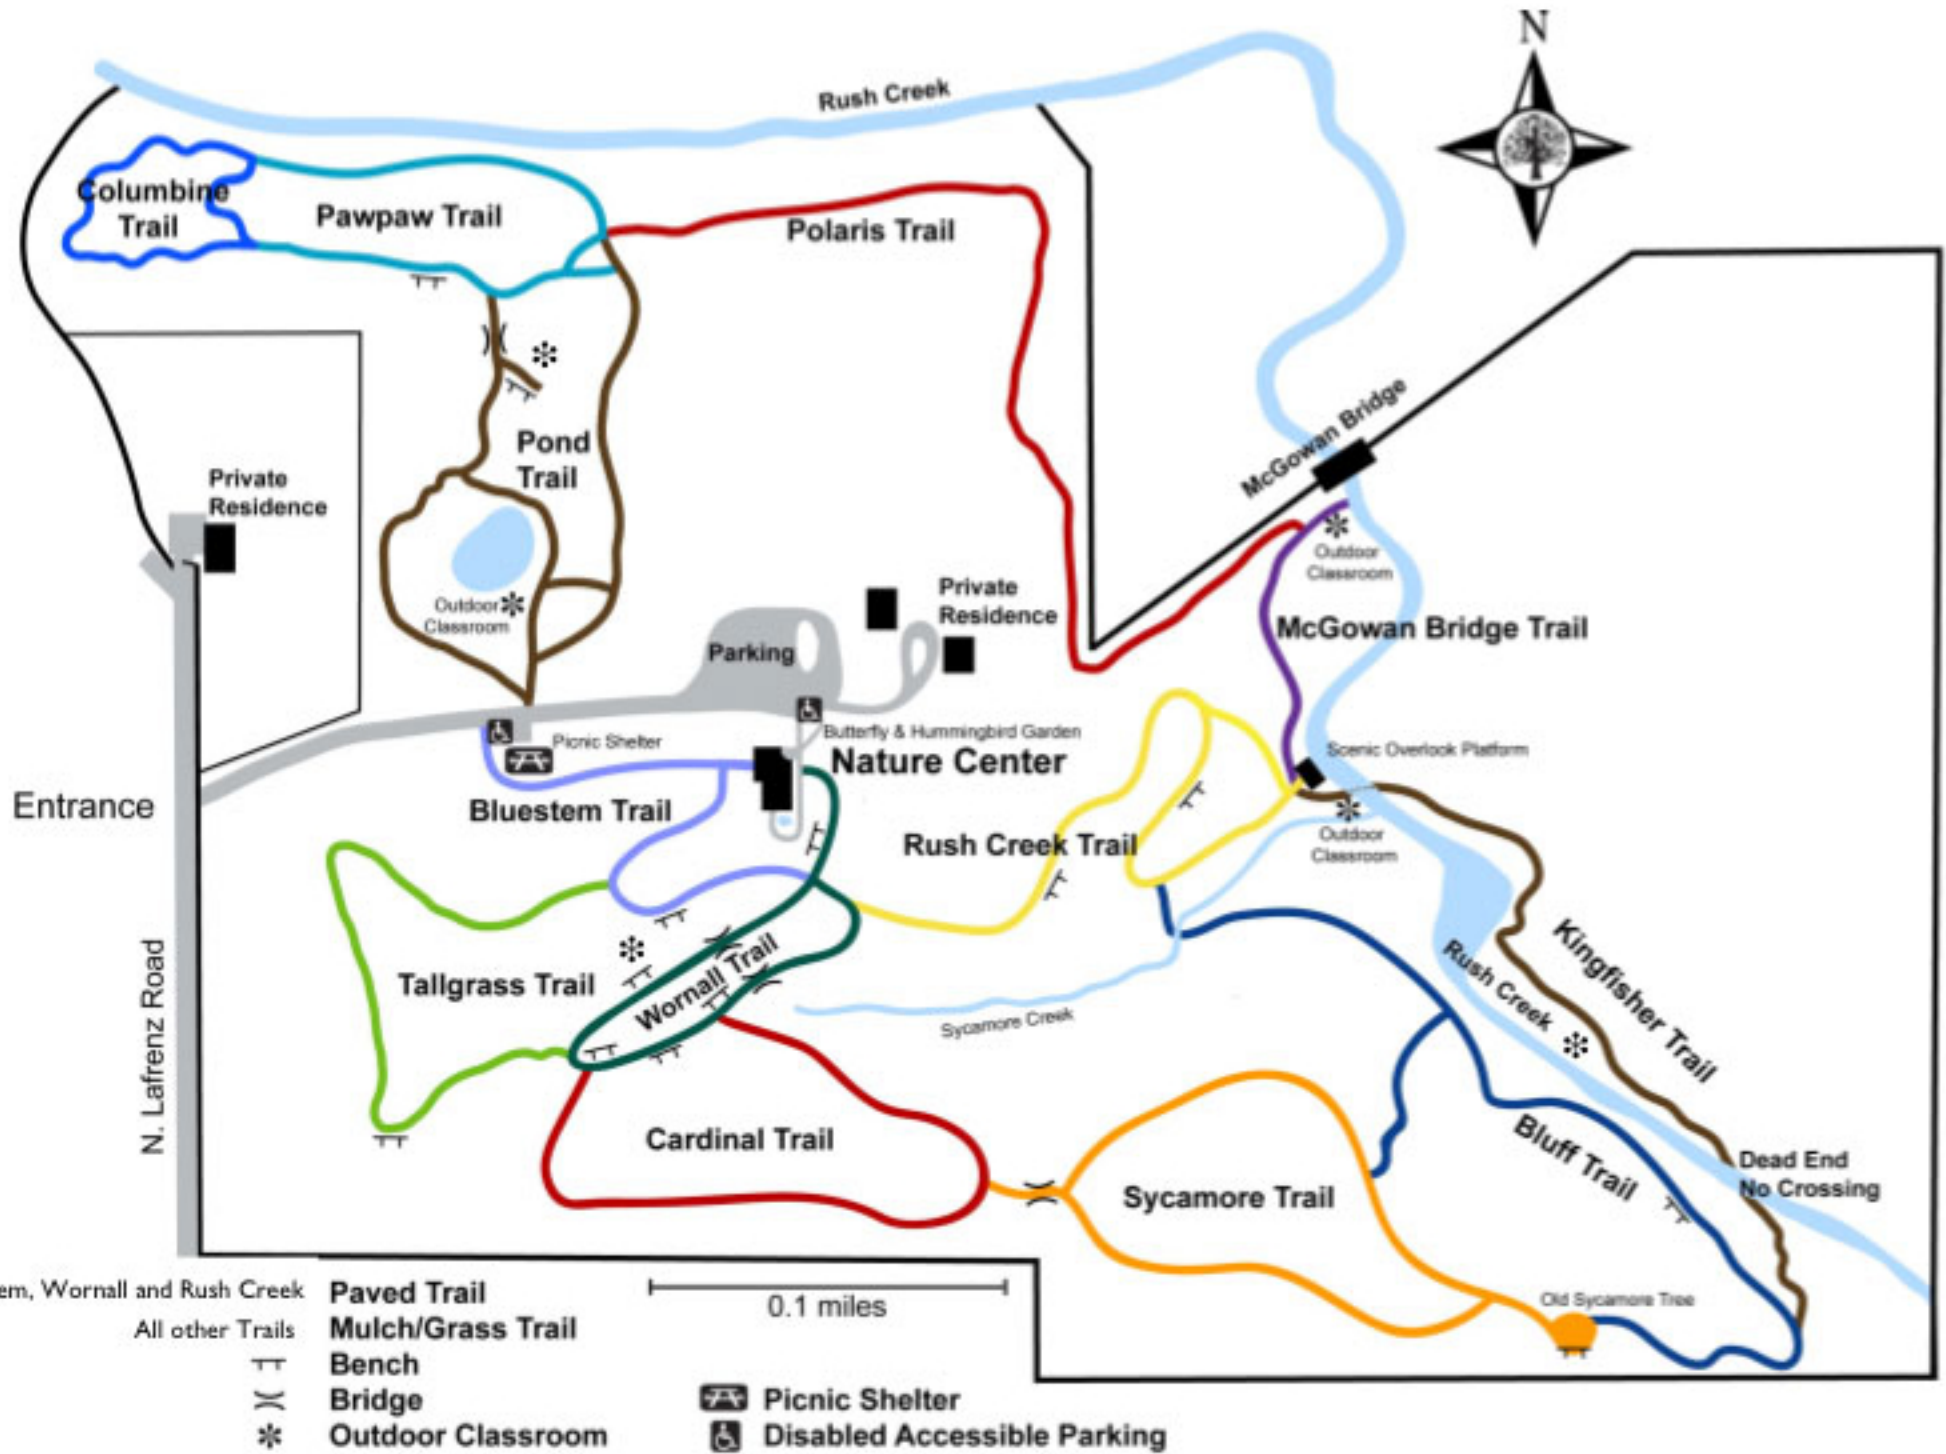 N
Rush Creek
Columbine
Trail
Pawpaw Trail
Polaris Trail
McGowan Bridge
Pond
Trail
Private
Residence
Outdoor
Classroom
Outdoor
Classroom
Private
Residence
McGowan Bridge Trail
Parking
Butterfly & Hummingbird Garden
Picnic Shelter
Nature Center
Scenic Overlook Platform
Entrance
Bluestem Trail
Rush Creek Trail
Outdoor
Classroom
Tallgrass Trail
Wornall Trail
Rush Creek
Kingfisher Trail
Sycamore Creek
N. Lafrenz Road
Cardinal Trail
Sycamore Trail
Bluff Trail
Dead End
No Crossing
Old Sycamore Tree
em, Wornall and Rush Creek Paved Trail
All other Trails Mulch/Grass Trail
0.1 miles
Bench
Bridge
Outdoor Classroom
Picnic Shelter
Disabled Accessible Parking